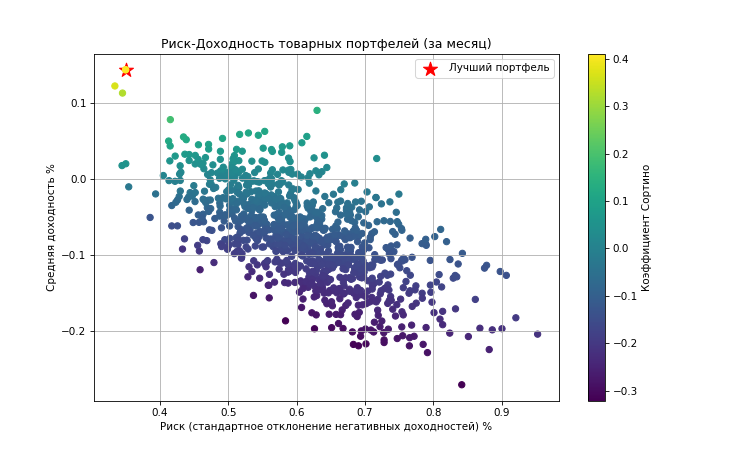 Риск-Доходность товарных портфелей (за месяц)
Лучший портфель
Средняя доходность %
0.1
0.0
−0.1
−0.2
0.4 0.5 0.6 0.7 0.8 0.9
Риск (стандартное отклонение негативных доходностей) %
0.4
0.3
0.2
0.1
0.0
−0.1
−0.2
−0.3
Коэффициент Сортино